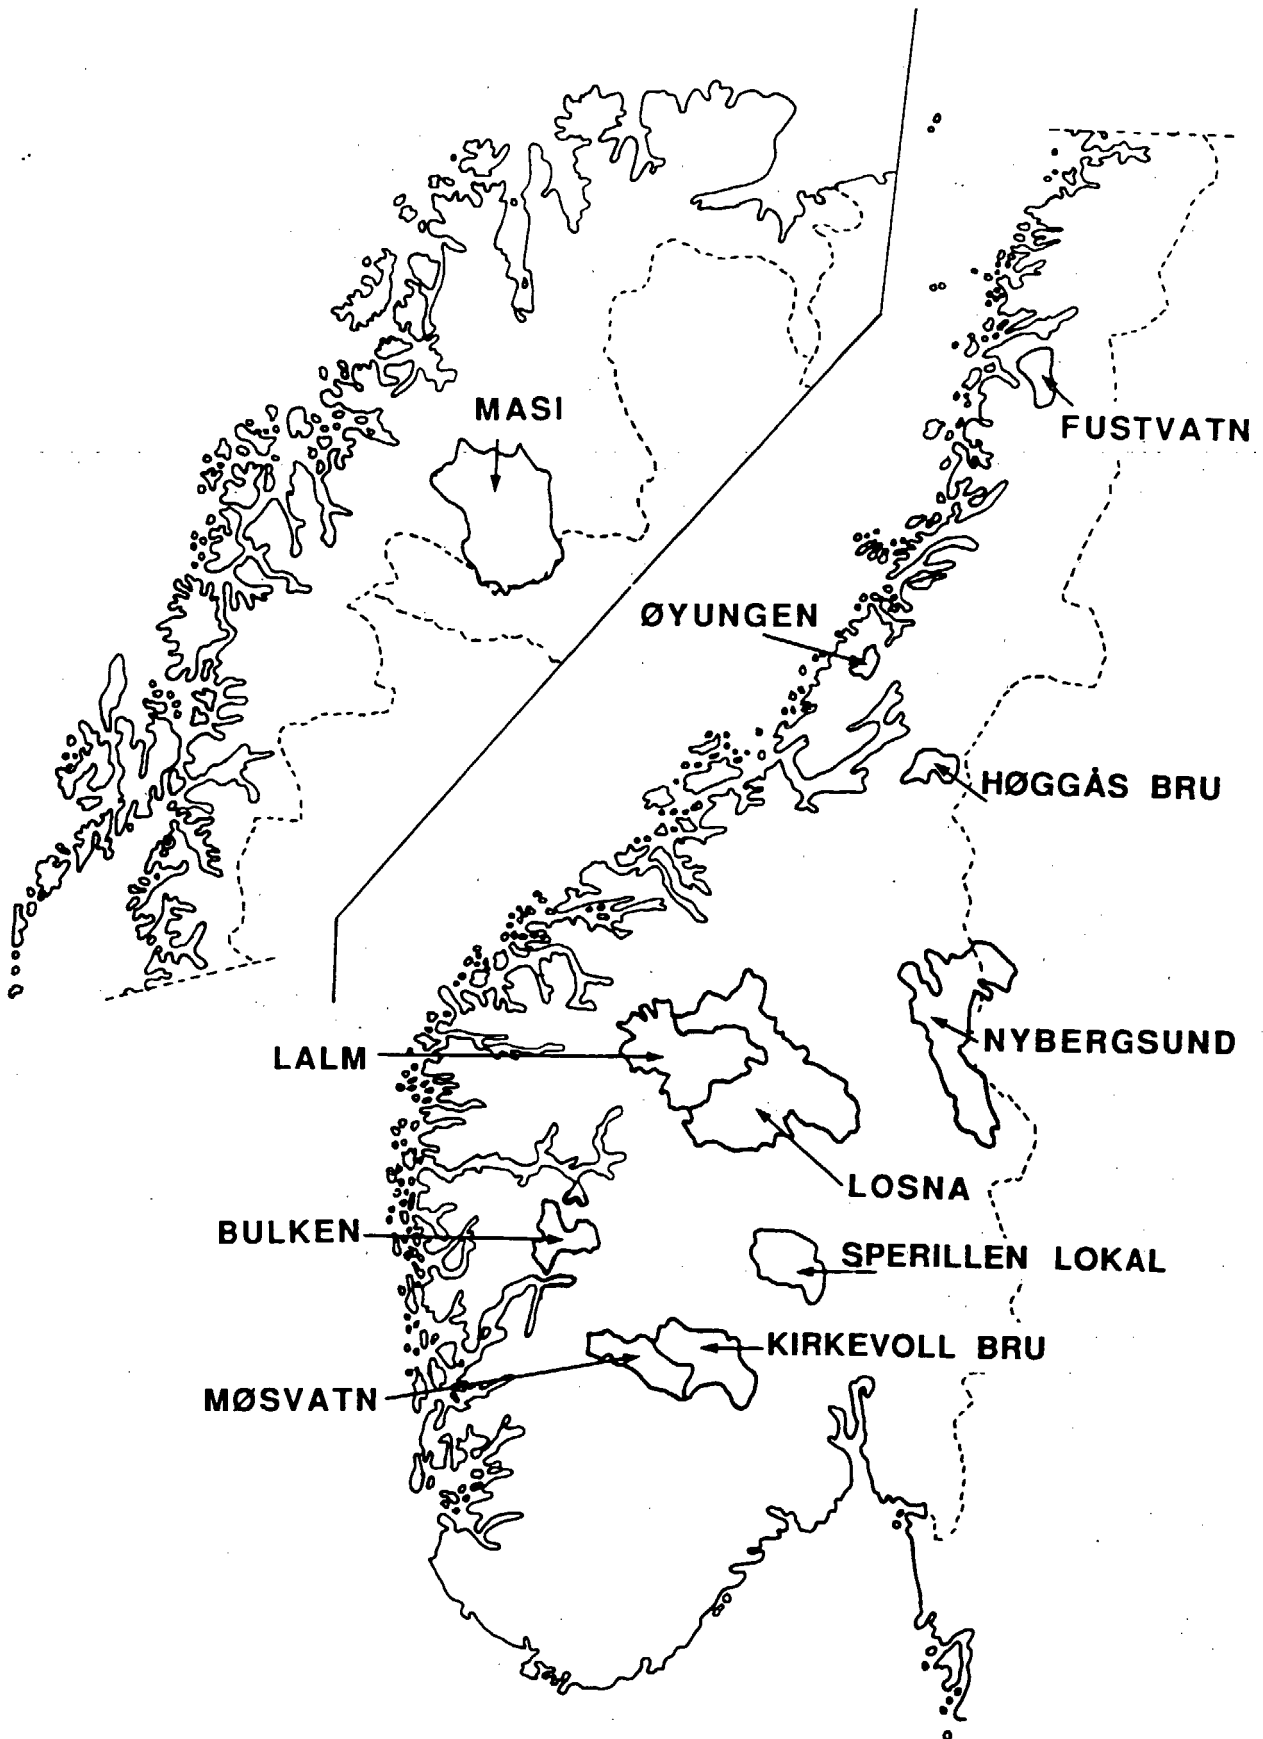 MASI
FUSTVATN
ØYUNGEN
HØGGÅS BRU
LALM
NYBERGSUND
LOSNA
BULKEN
SPERILLEN LOKAL
KIRKEVOLL BRU
MØSVATN